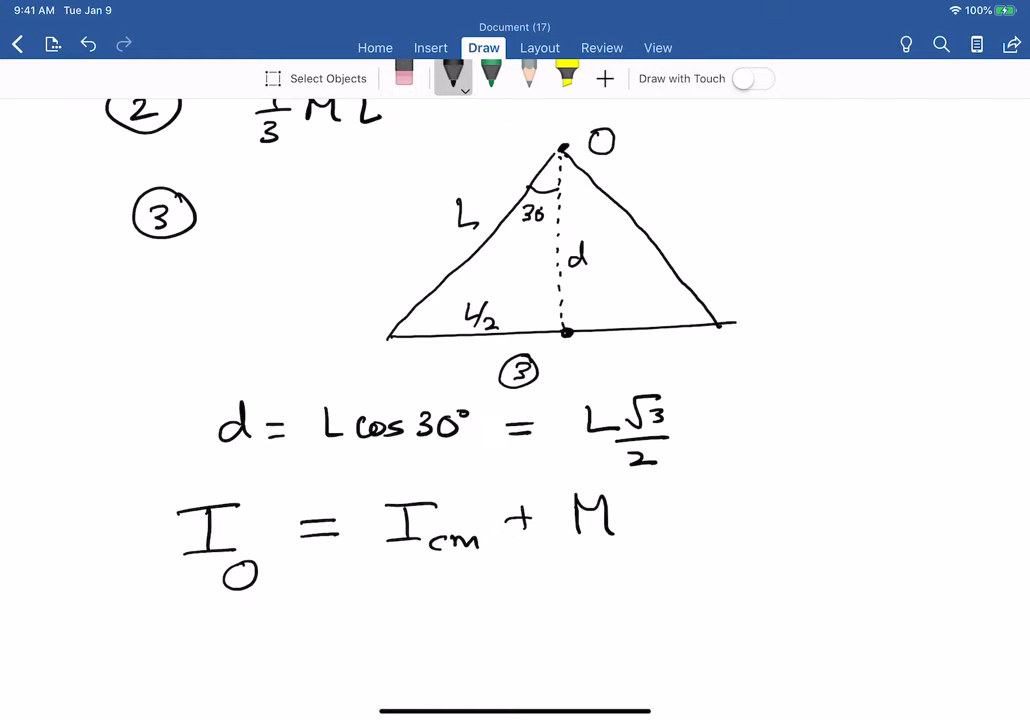 9:41 AM Tue Jan 9
100%
Document (17)
Home Insert Draw Layout Review View
Select Objects
Draw with Touch
2 1/3 M L
O
3
L
30
d
L/2
3
d = L cos 30° = L √3/2
I_O = I_cm + M